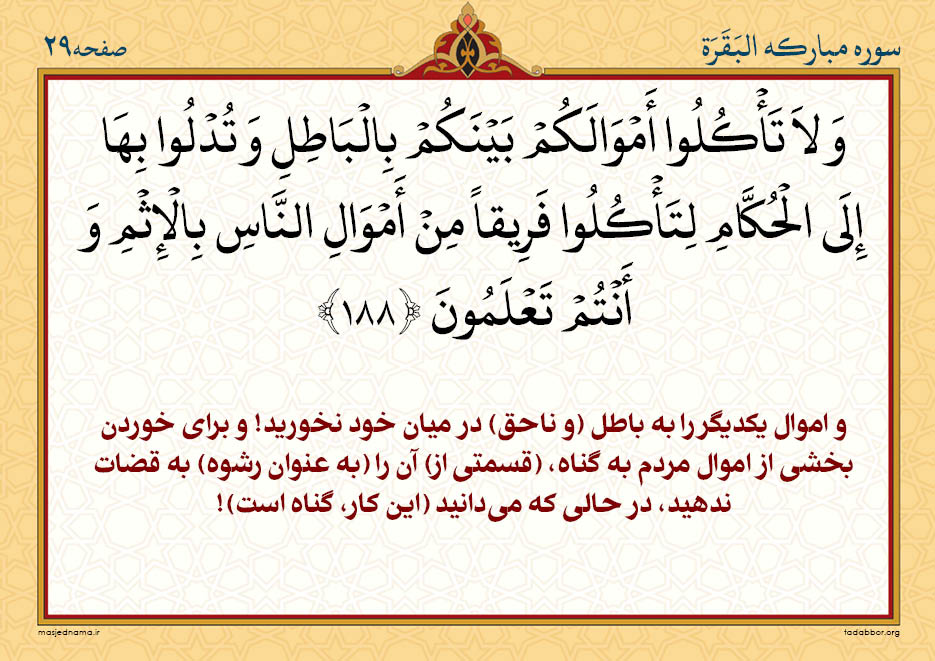 سوره مبارکه البَقَرَة
صفحه۲۹
وَ لاَ تَأْكُلُوا أَمْوَالَكُمْ بَيْنَكُمْ بِالْبَاطِلِ وَ تُدْلُوا بِهَا
إِلَى الْحُكَّامِ لِتَأْكُلُوا فَرِيقاً مِنْ أَمْوَالِ النَّاسِ بِالْإِثْمِ وَ
أَنْتُمْ تَعْلَمُونَ ﴿۱۸۸﴾
و اموال یکدیگر را به باطل (و ناحق) در میان خود نخورید! و برای خوردن
بخشی از اموال مردم به گناه، (قسمتی از) آن را (به عنوان رشوه) به قضات
ندهید، در حالی که می‌دانید (این کار، گناه است)!
masjednama.ir
tadabbor.org